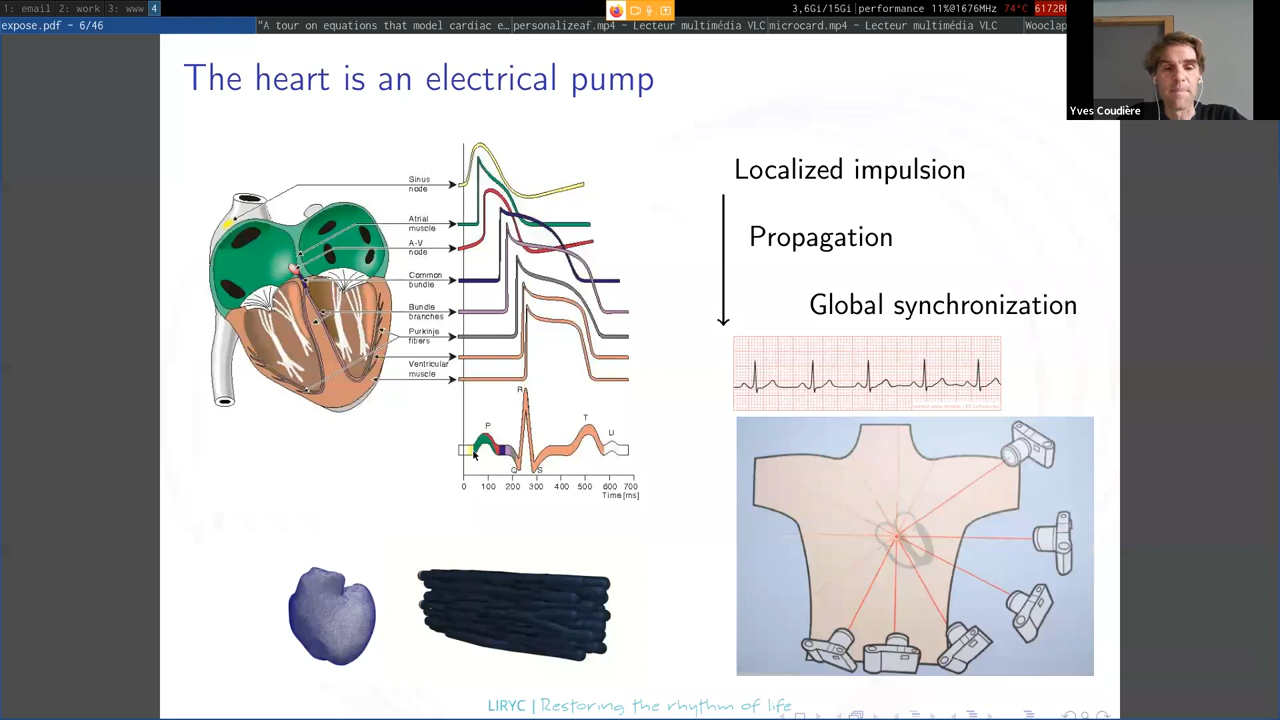 1: email 2: work 3: www 4
3,6Gi/15Gi|performance 11%@1676MHz 74°C 6172R
expose.pdf - 6/46
"A tour on equations that model cardiac e…
personalizeaf.mp4 - Lecteur multimédia VLC
microcard.mp4 - Lecteur multimédia VLC
Wooclap
Yves Coudière
The heart is an electrical pump
Sinus
node
Atrial
muscle
A-V
node
Common
bundle
Bundle
branches
Purkinje
fibers
Ventricular
muscle
R
P
T
U
Q
S
0 100 200 300 400 500 600 700
Time[ms]
Localized impulsion
Propagation
Global synchronization
LIRYC | Restoring the rhythm of life